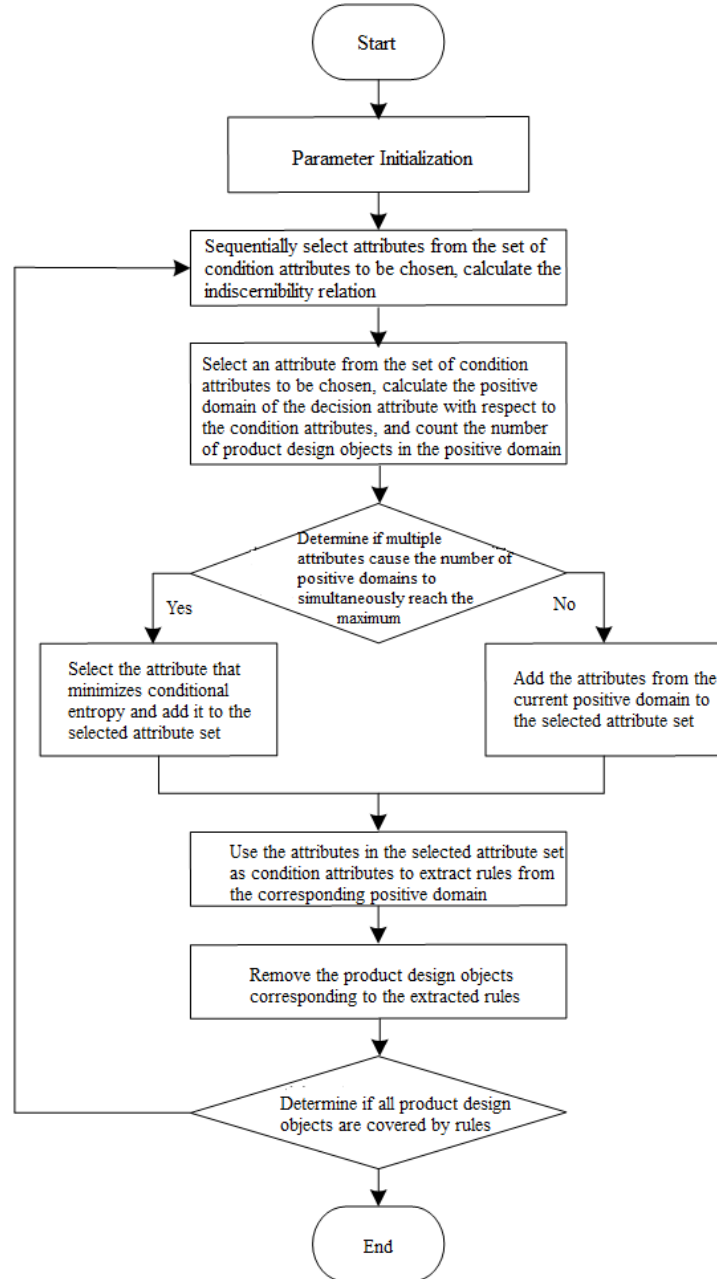 Start
Parameter Initialization
Sequentially select attributes from the set of
condition attributes to be chosen, calculate the
indiscernibility relation
Select an attribute from the set of condition
attributes to be chosen, calculate the positive
domain of the decision attribute with respect to
the condition attributes, and count the number
of product design objects in the positive domain
Determine if multiple
attributes cause the number of
positive domains to
simultaneously reach the
maximum
Yes
No
Select the attribute that
minimizes conditional
entropy and add it to the
selected attribute set
Add the attributes from the
current positive domain to
the selected attribute set
Use the attributes in the selected attribute set
as condition attributes to extract rules from
the corresponding positive domain
Remove the product design objects
corresponding to the extracted rules
Determine if all product design
objects are covered by rules
End